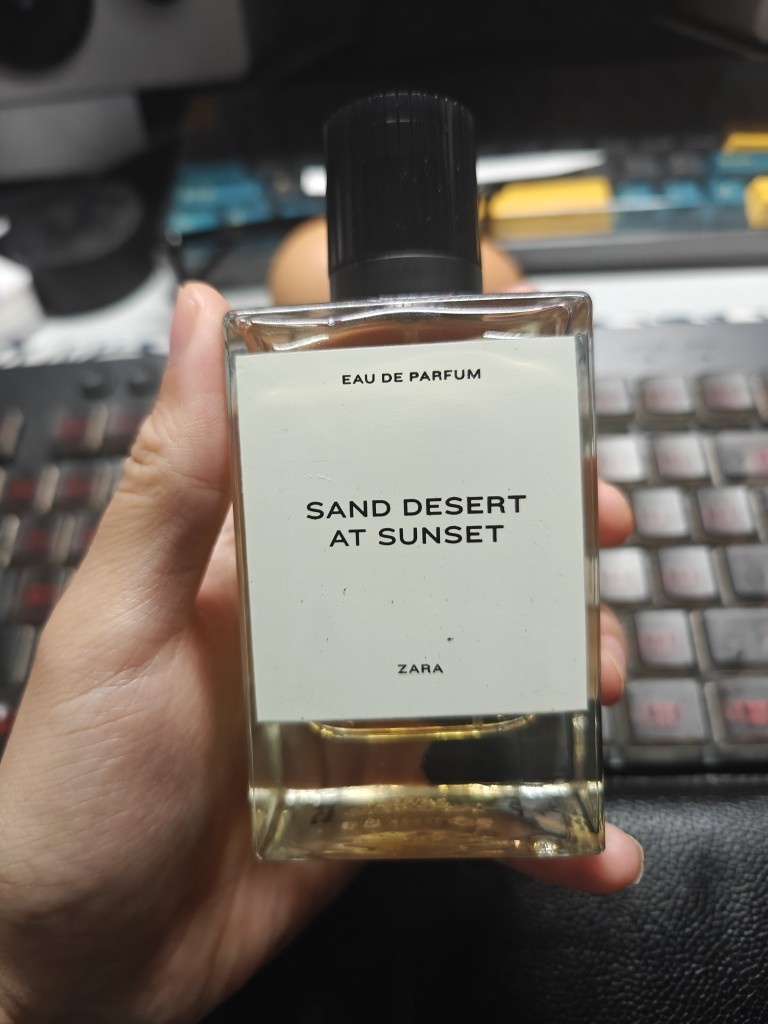 EAU DE PARFUM
SAND DESERT
AT SUNSET
ZARA